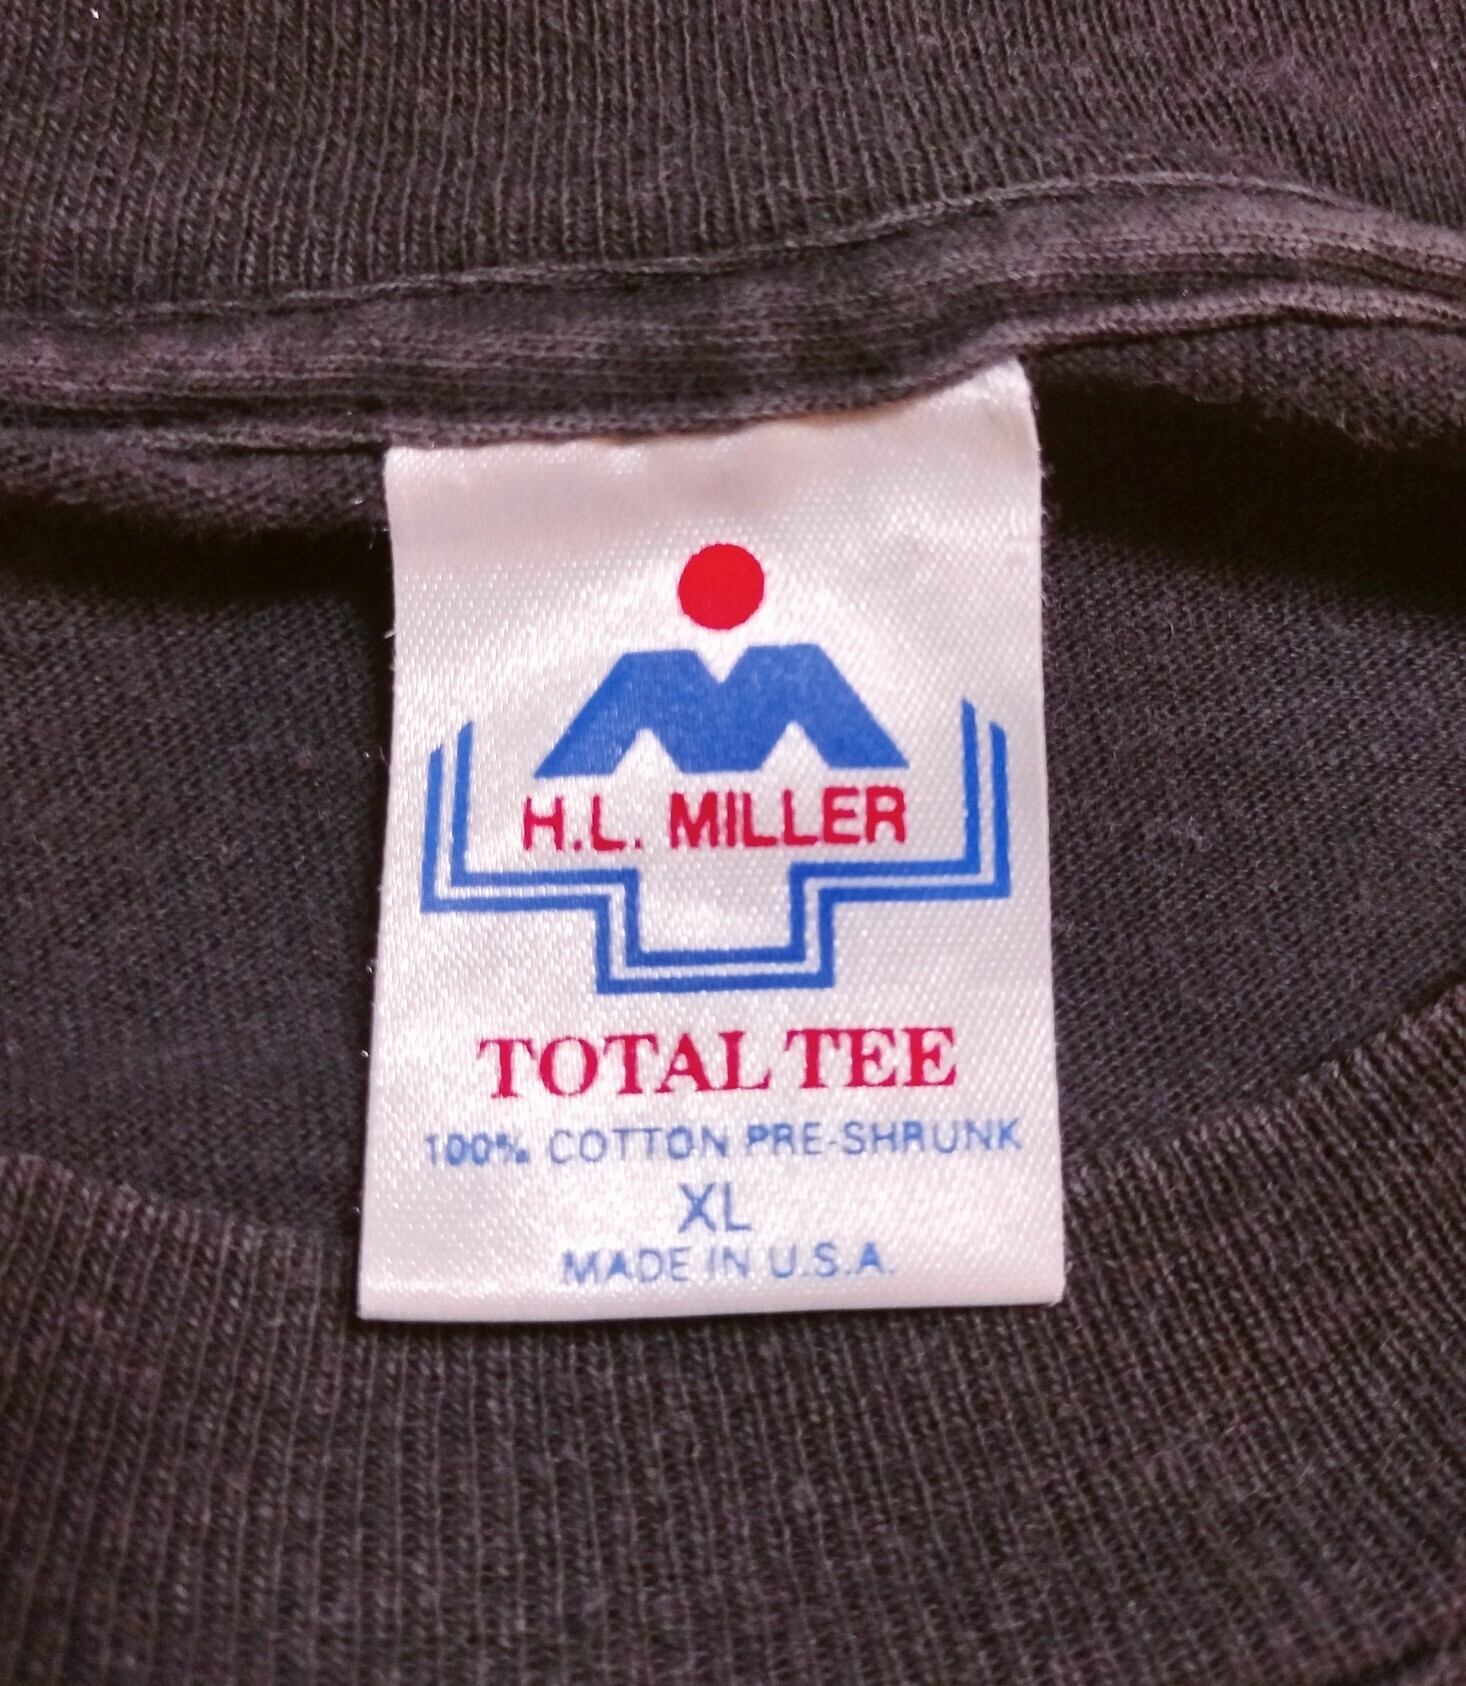 H.L. MILLER
TOTAL TEE
100% COTTON PRE-SHRUNK
XL
MADE IN U.S.A.